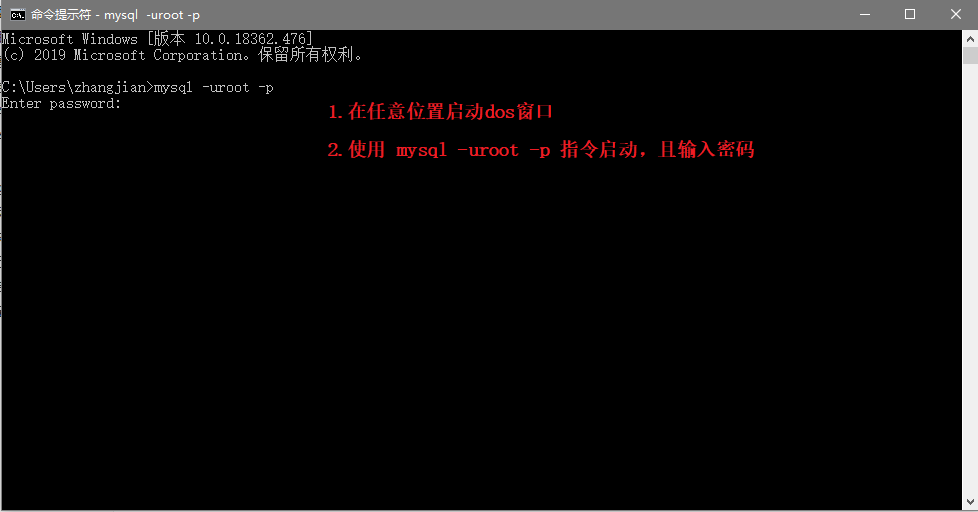 命令提示符 - mysql  -uroot -p
Microsoft Windows [版本 10.0.18362.476]
(c) 2019 Microsoft Corporation。保留所有权利。
C:\Users\zhangjian>mysql -uroot -p
Enter password:
1.在任意位置启动dos窗口
2.使用 mysql -uroot -p 指令启动，且输入密码